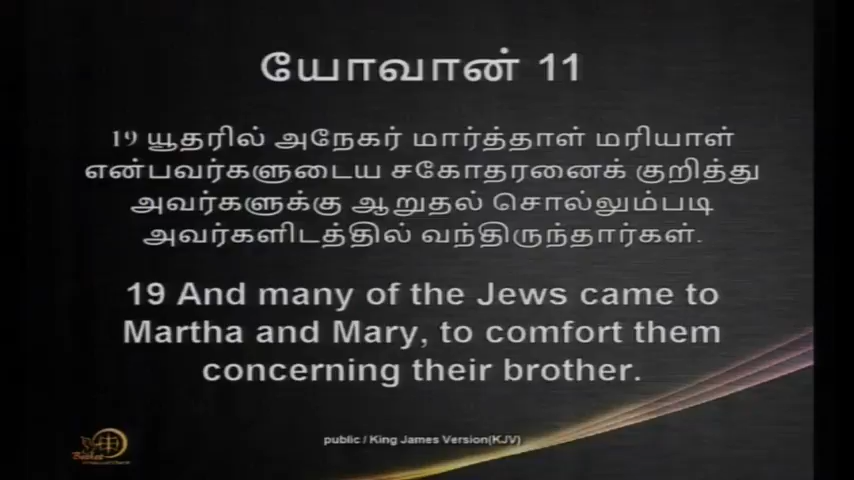 யோவான் 11
19 யூதரில் அநேகர் மார்த்தாள் மரியாள்
என்பவர்களுடைய சகோதரனைக் குறித்து
அவர்களுக்கு ஆறுதல் சொல்லும்படி
அவர்களிடத்தில் வந்திருந்தார்கள்.
19 And many of the Jews came to
Martha and Mary, to comfort them
concerning their brother.
public / King James Version(KJV)